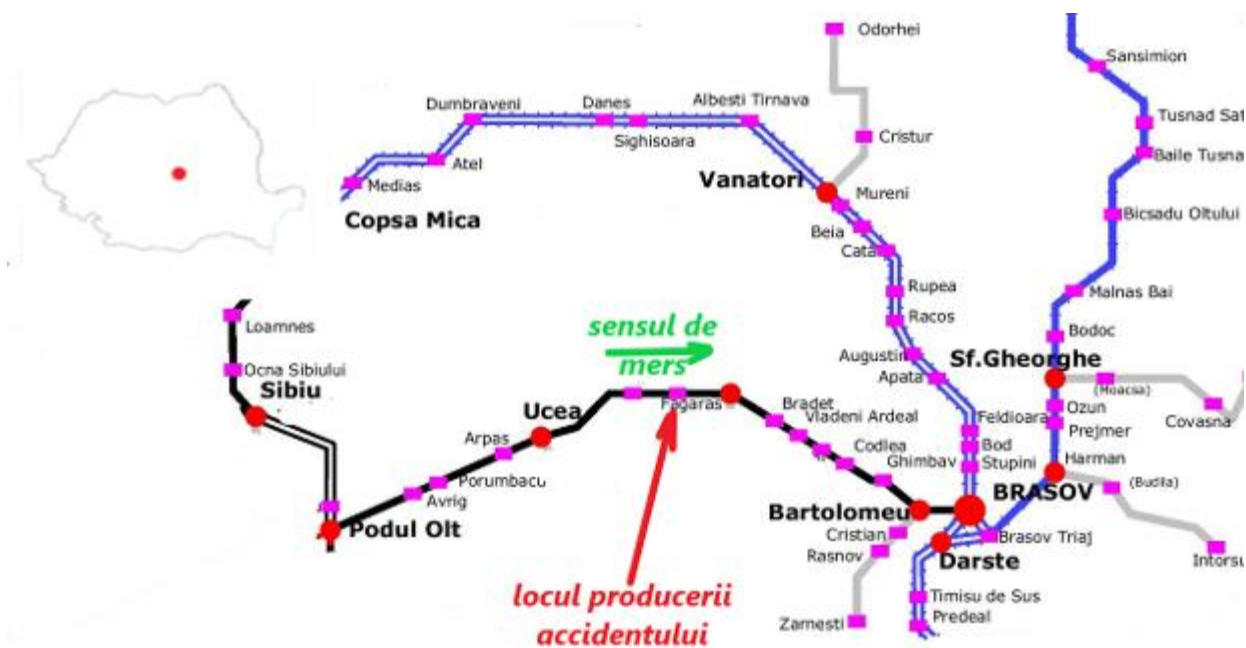 Odorhei
Sansimion
Dumbraveni
Danes
Albesti Tirnava
Tusnad Sat
Sighisoara
Cristur
Baile Tusna
Atel
Medias
Vanatori
Mureni
Copsa Mica
Bicsadu Oltului
Beia
Cata
Rupea
Malnas Bai
Racos
Loamnes
sensul de
mers
Bodoc
Augustin
Sf.Gheorghe
Ocna Sibiului
Apata
(Moacsa)
Sibiu
Fagaras
Ucea
Bradet
Ozun
Vladeni Ardeal
Feldioara
Covasna
Prejmer
Arpas
Codlea
Bod
Ghimbav
Stupini
Harman
Porumbacu
(Budila)
Avrig
BRASOV
Bartolomeu
Podul Olt
Cristian
Brasov Triaj
Rasnov
Darste
Intorsu
locul producerii
accidentului
Timisu de Sus
Predeal
Zarnesti